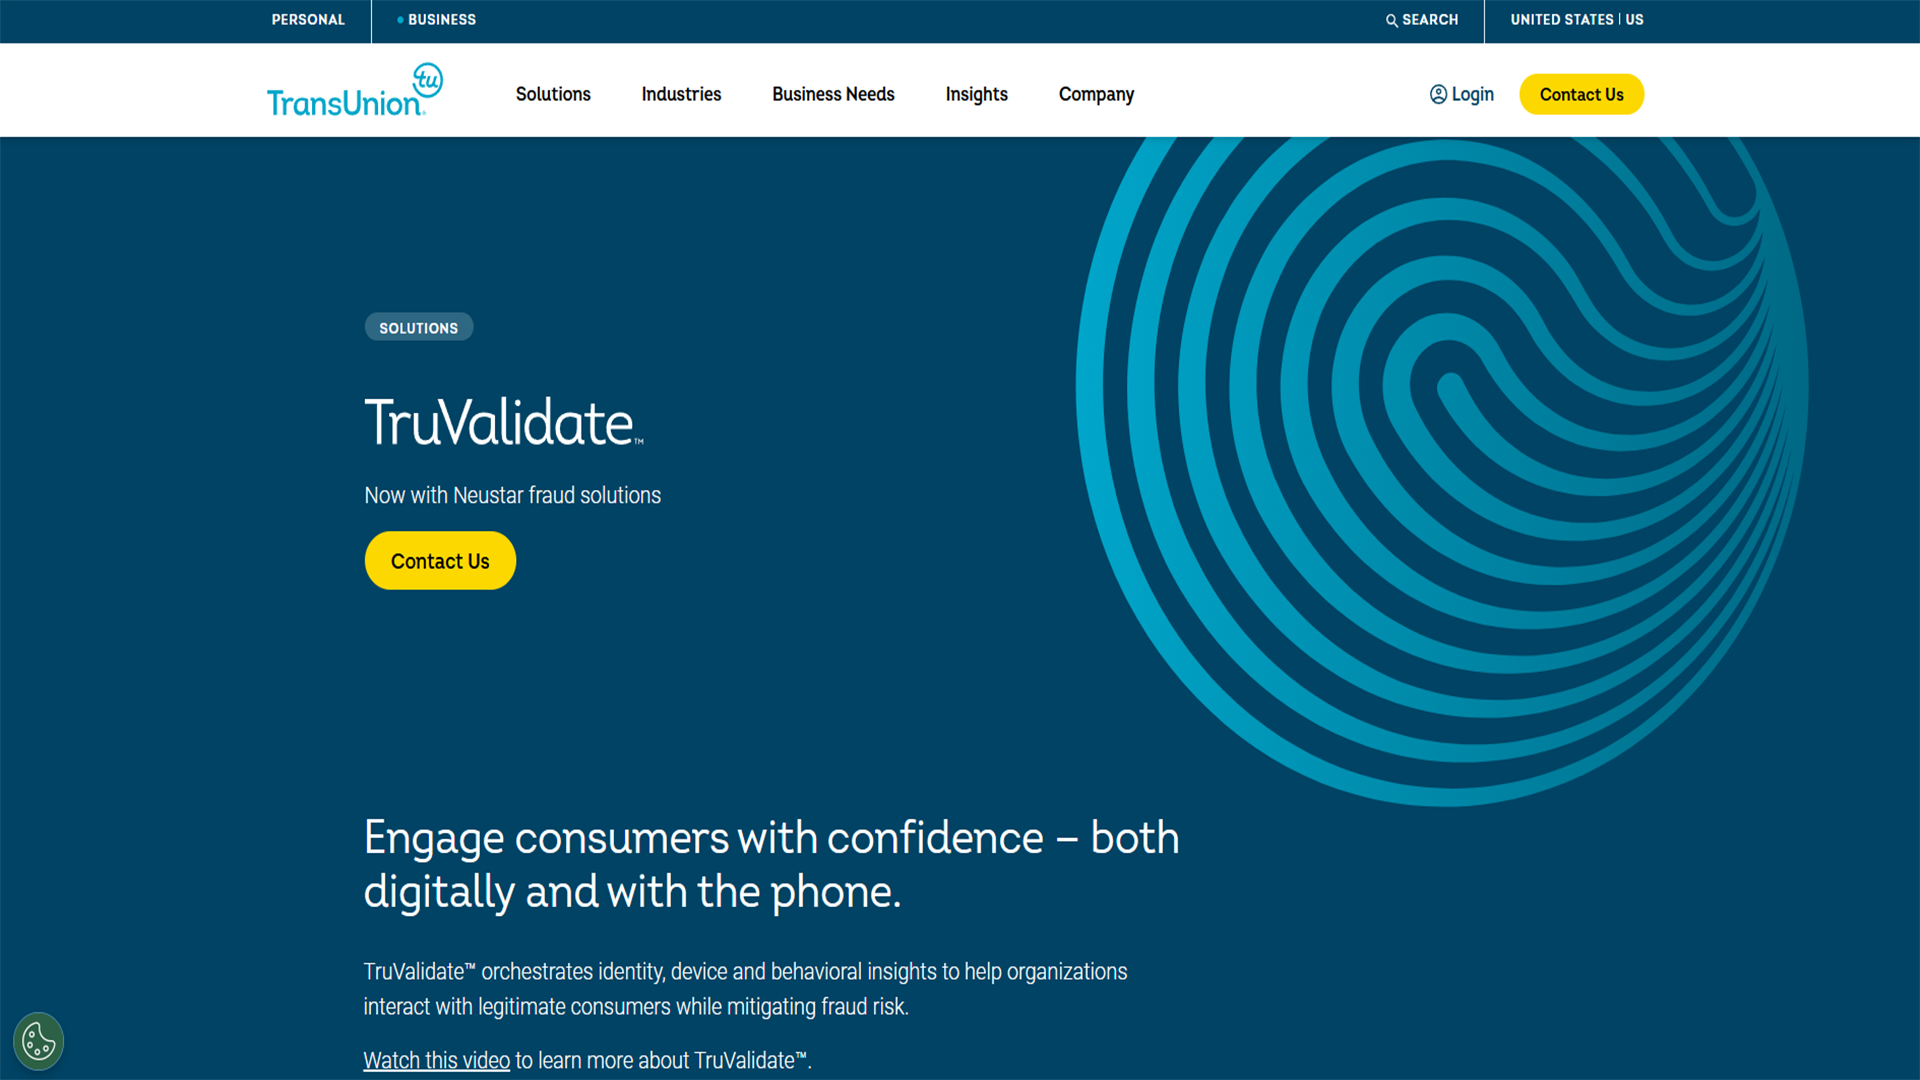 PERSONAL
BUSINESS
SEARCH
UNITED STATES | US
TransUnion®
tu
Solutions
Industries
Business Needs
Insights
Company
Login
Contact Us
SOLUTIONS
TruValidate™
Now with Neustar fraud solutions
Contact Us
Engage consumers with confidence – both
digitally and with the phone.
TruValidate™ orchestrates identity, device and behavioral insights to help organizations
interact with legitimate consumers while mitigating fraud risk.
Watch this video to learn more about TruValidate™.